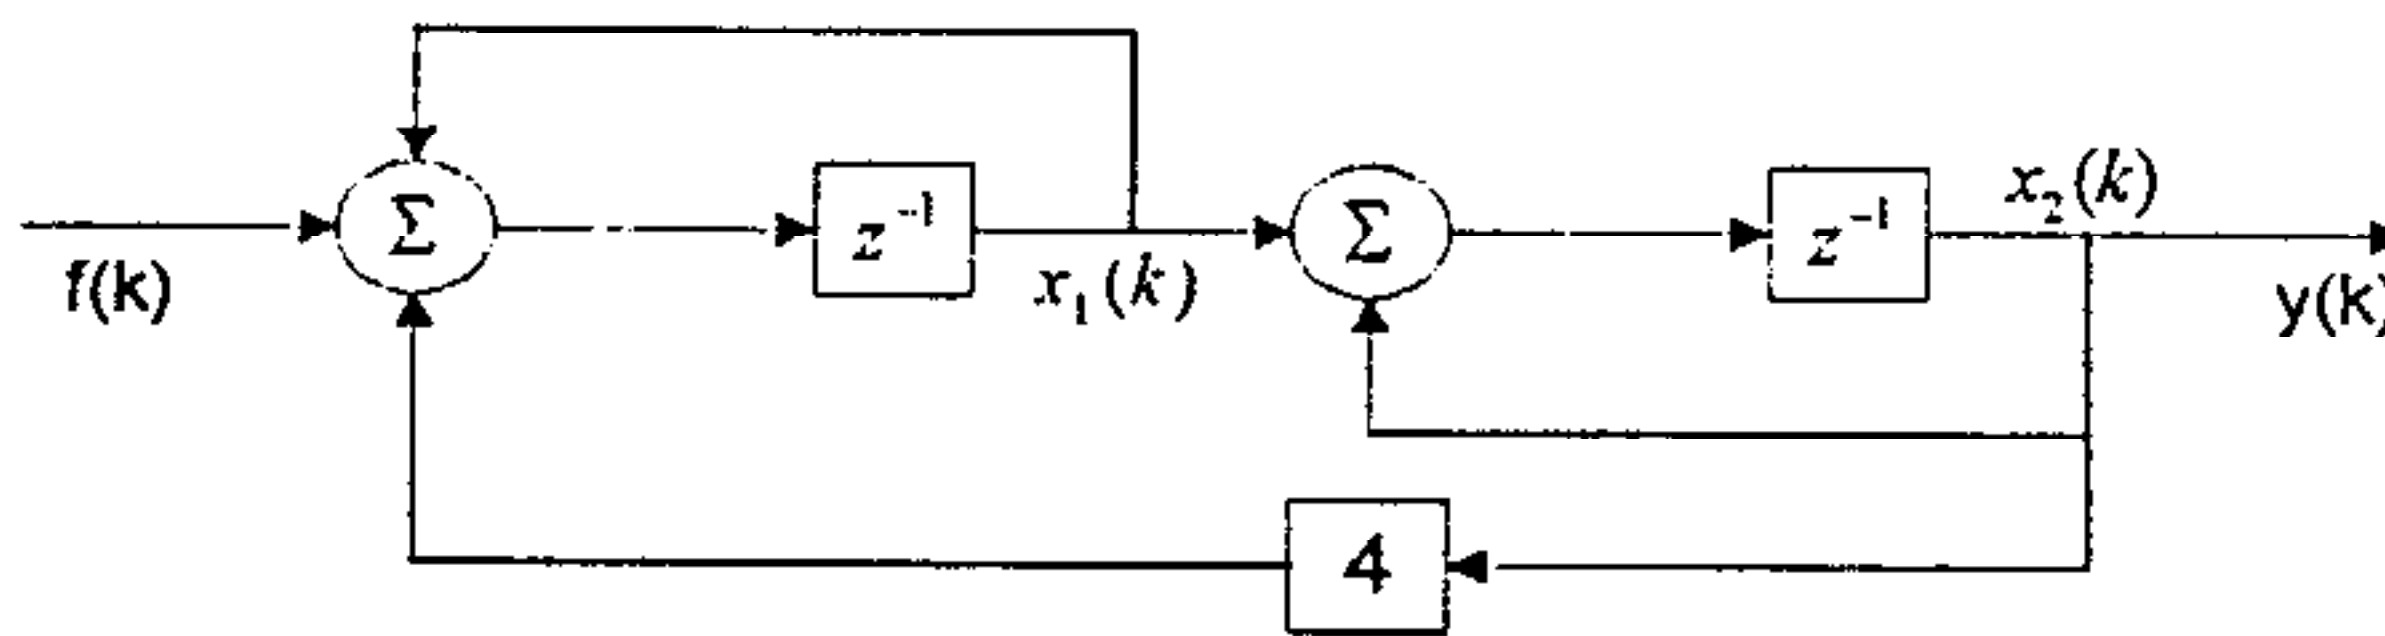 f(k)
Σ
z⁻¹
x₁(k)
Σ
z⁻¹
x₂(k)
y(k)
4